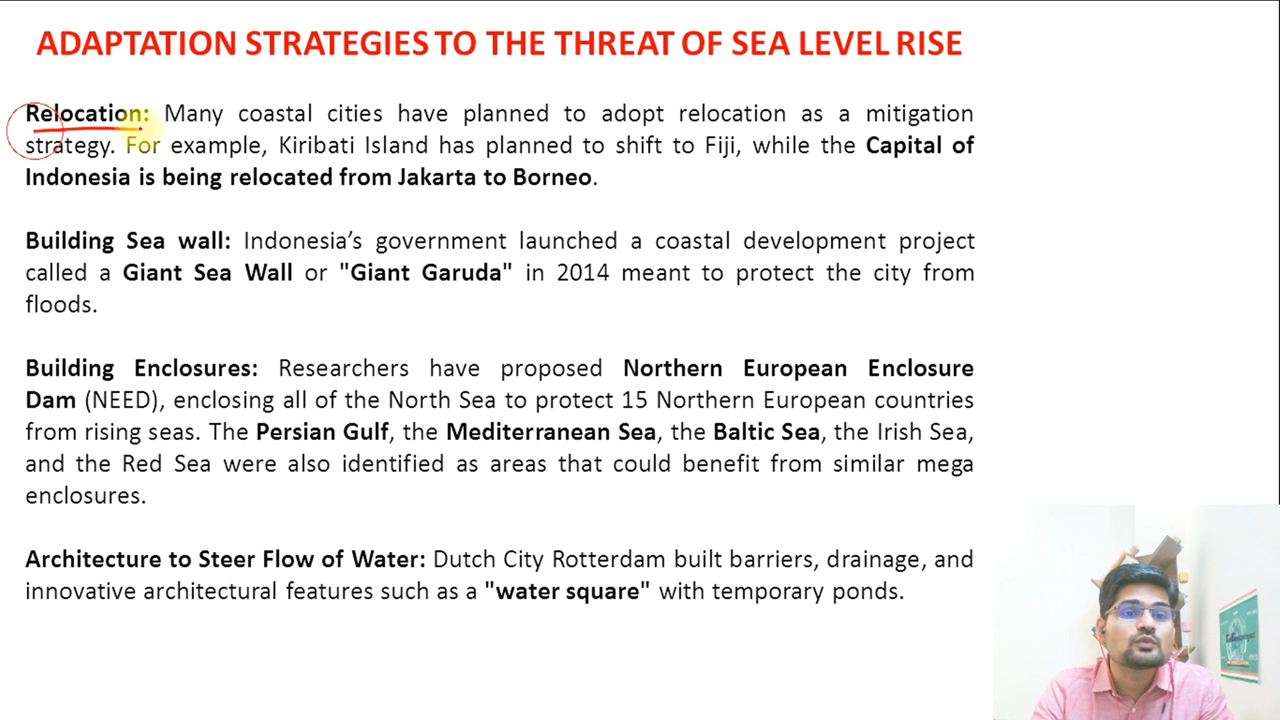 ADAPTATION STRATEGIES TO THE THREAT OF SEA LEVEL RISE
Relocation: Many coastal cities have planned to adopt relocation as a mitigation
strategy. For example, Kiribati Island has planned to shift to Fiji, while the Capital of
Indonesia is being relocated from Jakarta to Borneo.
Building Sea wall: Indonesia’s government launched a coastal development project
called a Giant Sea Wall or "Giant Garuda" in 2014 meant to protect the city from
floods.
Building Enclosures: Researchers have proposed Northern European Enclosure
Dam (NEED), enclosing all of the North Sea to protect 15 Northern European countries
from rising seas. The Persian Gulf, the Mediterranean Sea, the Baltic Sea, the Irish Sea,
and the Red Sea were also identified as areas that could benefit from similar mega
enclosures.
Architecture to Steer Flow of Water: Dutch City Rotterdam built barriers, drainage, and
innovative architectural features such as a "water square" with temporary ponds.